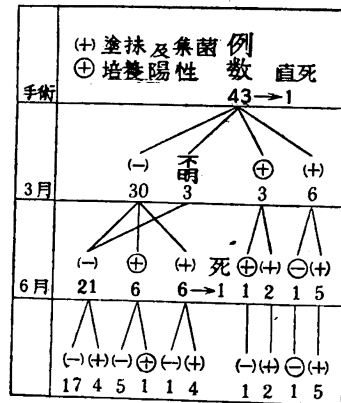 (+) 塗抹及集菌 例
⊕ 培養陽性 数 直死
手術 43→1
(−) 不明 ⊕ (+)
3月 30 3 3 6
(−) ⊕ (+) 死 ⊕ (+) ⊖ (+)
6月 21 6 6→1 1 2 1 5
(−) (+) (−) ⊕ (−) (+) (−) (+) ⊖ (+)
17 4 5 1 1 4 1 2 1 5